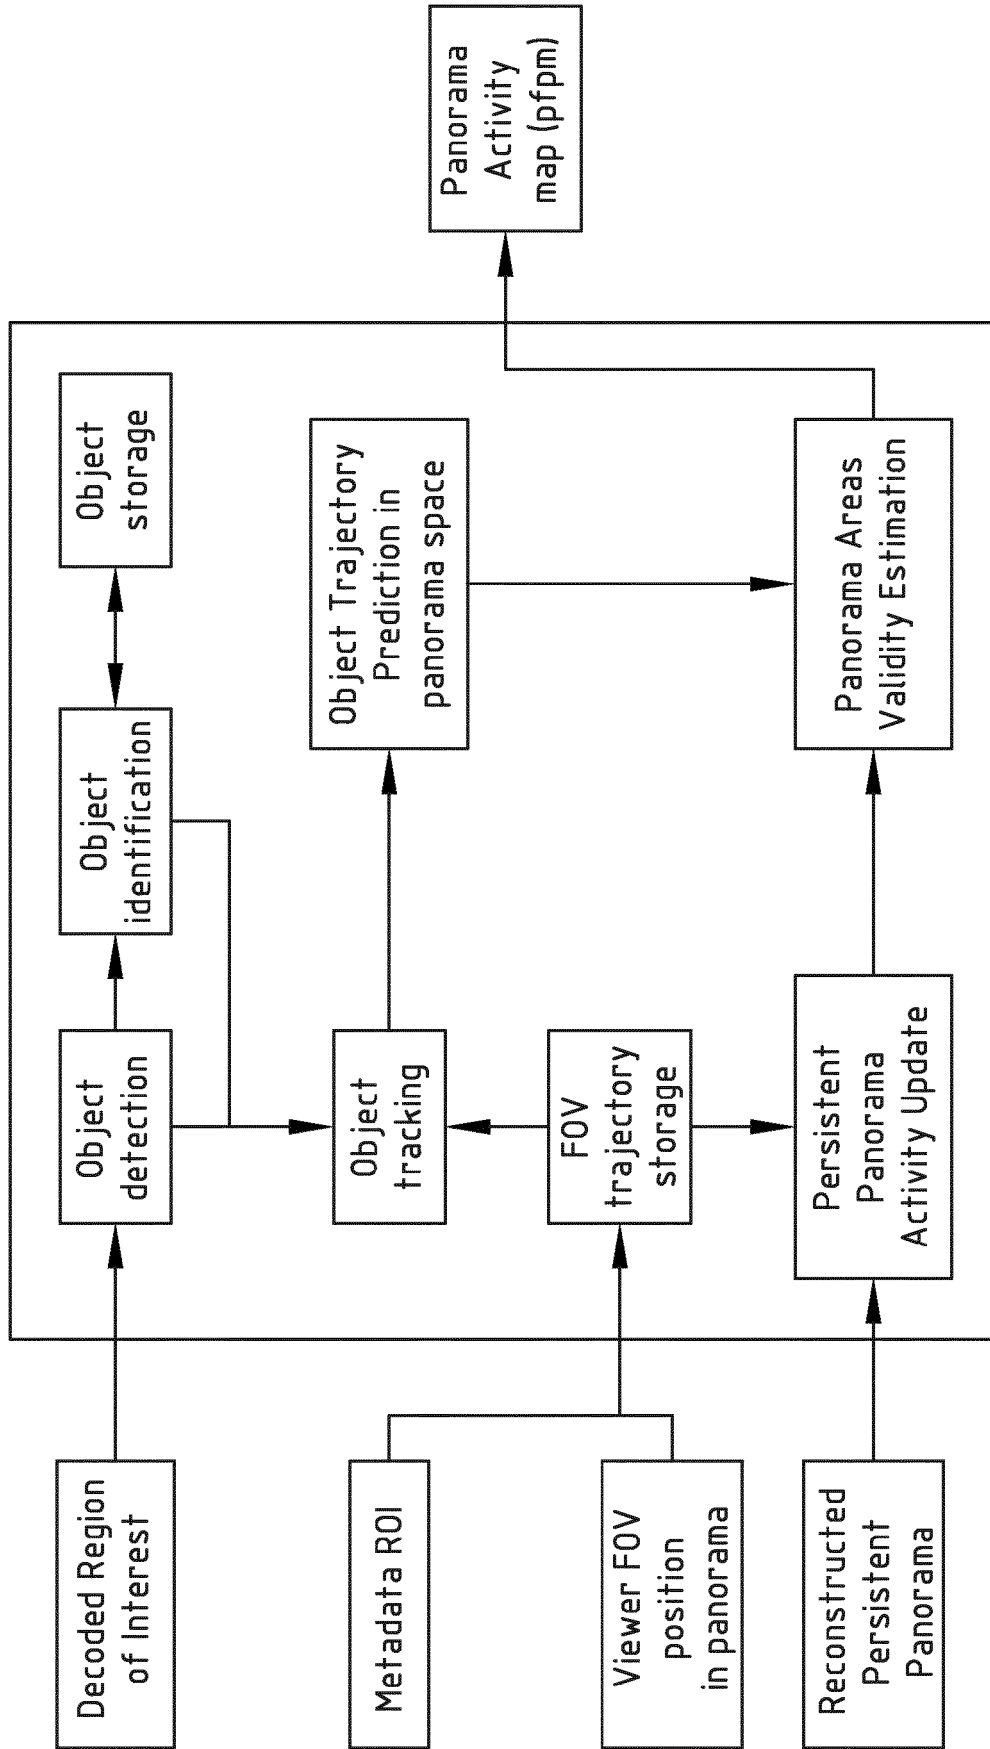 Decoded Region
of Interest
Metadata ROI
Viewer FOV
position
in panorama
Reconstructed
Persistent
Panorama
Object
detection
Object
identification
Object
storage
Object
tracking
Object Trajectory
Prediction in
panorama space
FOV
trajectory
storage
Persistent
Panorama
Activity Update
Panorama Areas
Validity Estimation
Panorama
Activity
map (pfpm)